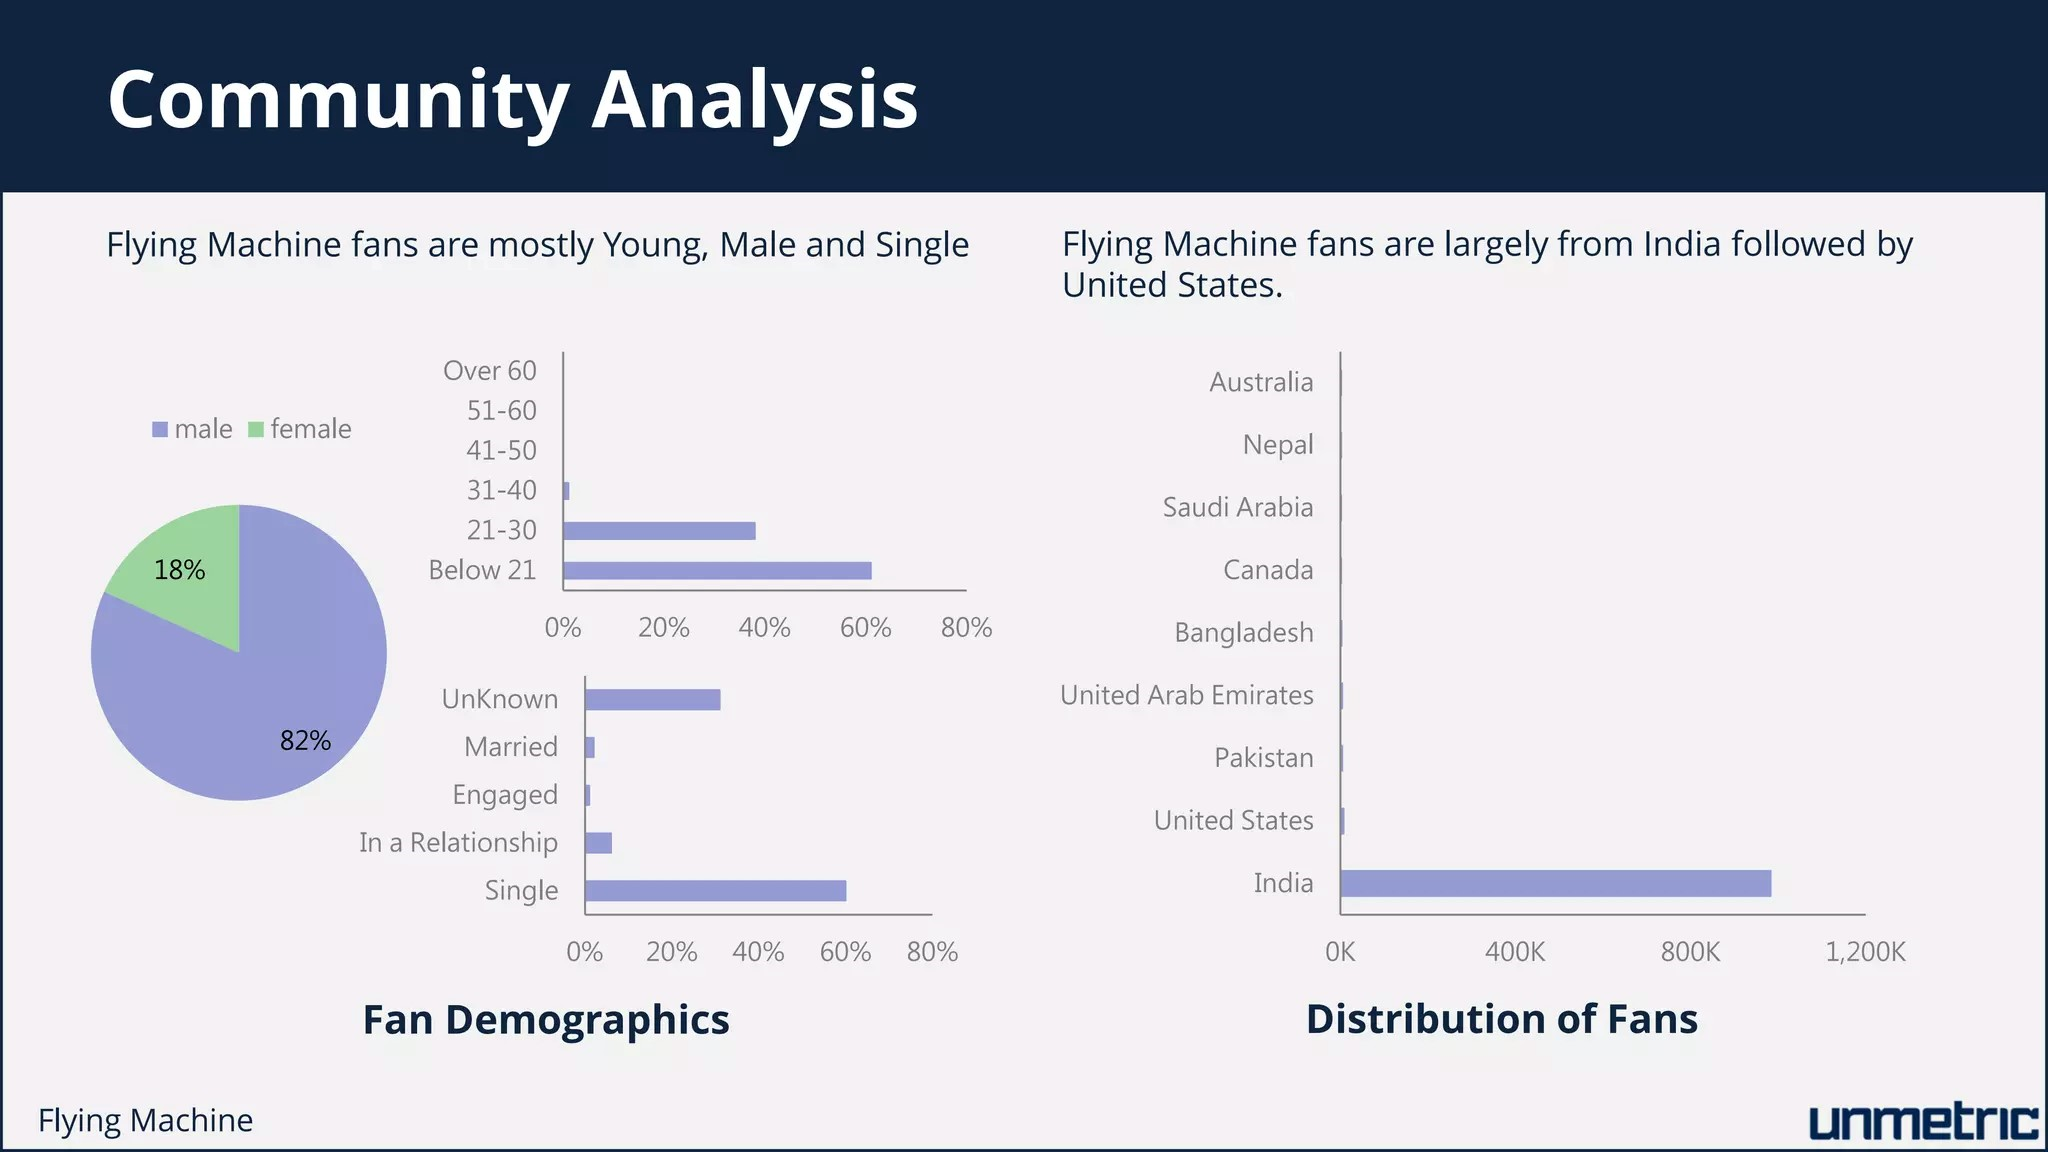 Community Analysis
Flying Machine fans are mostly Young, Male and Single
Flying Machine fans are largely from India followed by
United States.
male female
18%
82%
Over 60
51-60
41-50
31-40
21-30
Below 21
0% 20% 40% 60% 80%
UnKnown
Married
Engaged
In a Relationship
Single
0% 20% 40% 60% 80%
Fan Demographics
Australia
Nepal
Saudi Arabia
Canada
Bangladesh
United Arab Emirates
Pakistan
United States
India
0K 400K 800K 1,200K
Distribution of Fans
Flying Machine
unmetric